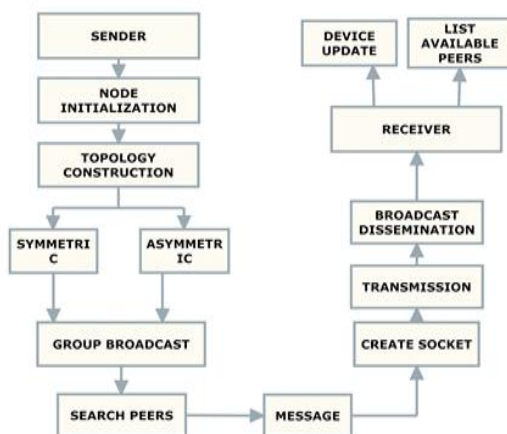 SENDER
NODE
INITIALIZATION
TOPOLOGY
CONSTRUCTION
SYMMETRI
C
ASYMMETR
IC
GROUP BROADCAST
SEARCH PEERS
MESSAGE
CREATE SOCKET
TRANSMISSION
BROADCAST
DISSEMINATION
RECEIVER
DEVICE
UPDATE
LIST
AVAILABLE
PEERS